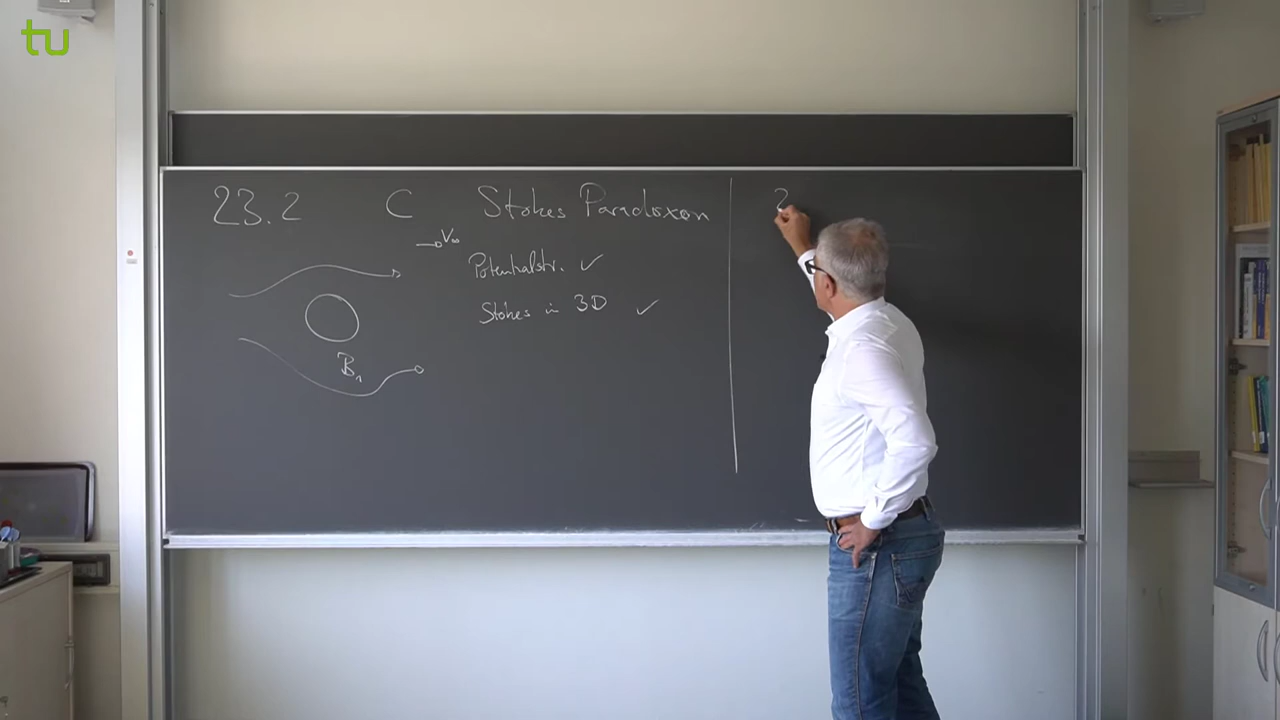 tu
23.2 C Stokes Paradoxon
V∞
Potentialstr. ✓
Stokes in 3D ✓
B₁
2